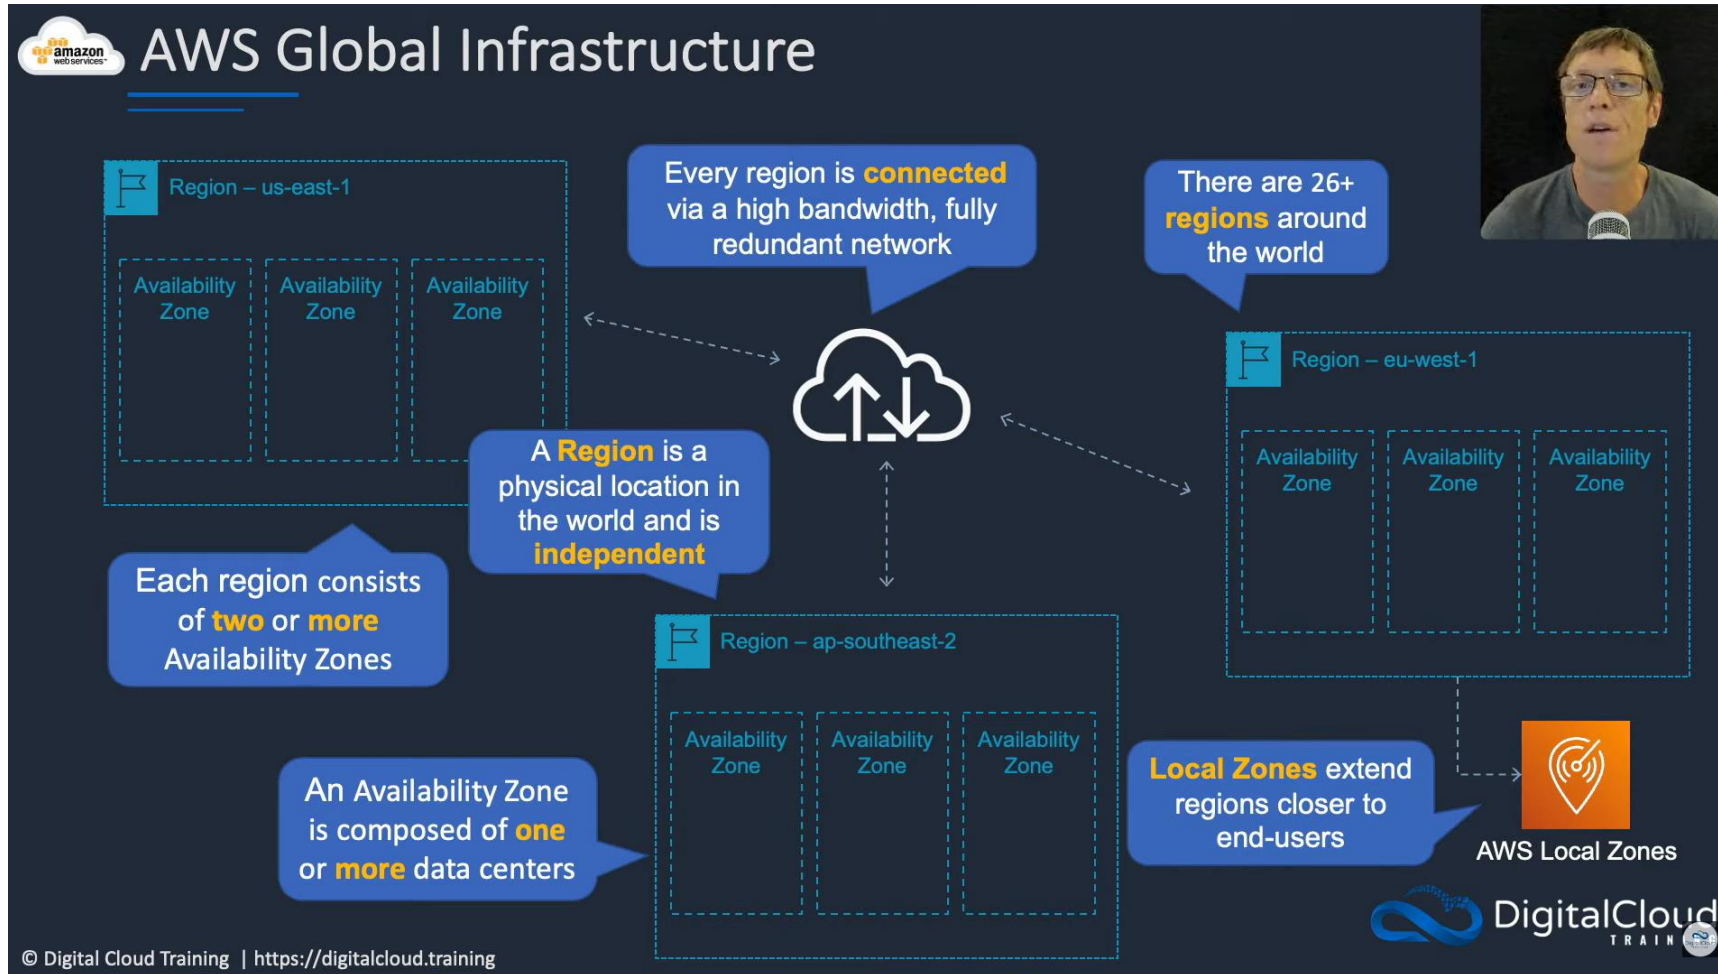 amazon
web services™
AWS Global Infrastructure
Region – us-east-1
Availability
Zone
Availability
Zone
Availability
Zone
Every region is connected
via a high bandwidth, fully
redundant network
There are 26+
regions around
the world
Region – eu-west-1
Availability
Zone
Availability
Zone
Availability
Zone
A Region is a
physical location in
the world and is
independent
Each region consists
of two or more
Availability Zones
Region – ap-southeast-2
Availability
Zone
Availability
Zone
Availability
Zone
An Availability Zone
is composed of one
or more data centers
Local Zones extend
regions closer to
end-users
AWS Local Zones
DigitalCloud
TRAIN
© Digital Cloud Training | https://digitalcloud.training